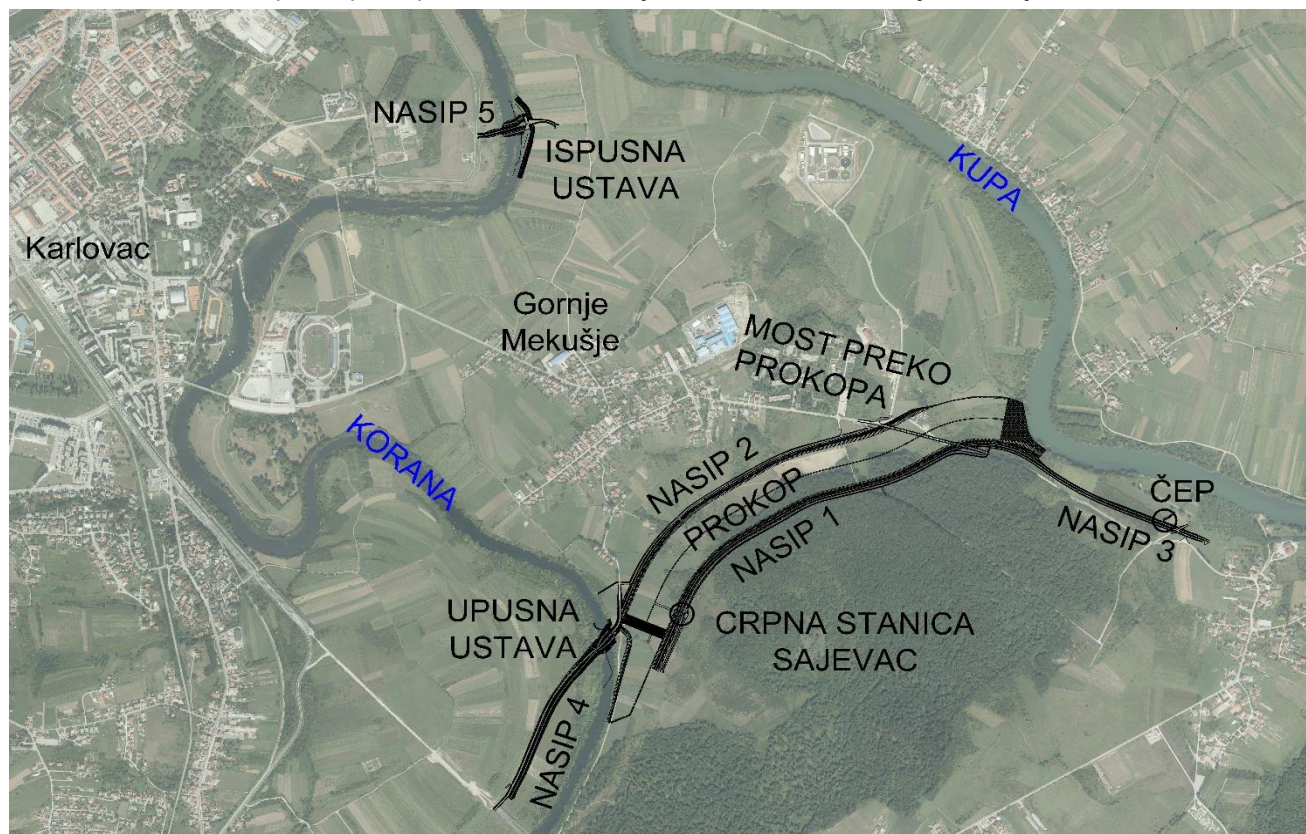 NASIP 5
ISPUSNA
USTAVA
KUPA
Karlovac
Gornje
Mekušje
MOST PREKO
PROKOPA
KORANA
NASIP 2
PROKOP
NASIP 1
ČEP
NASIP 3
UPUSNA
USTAVA
CRPNA STANICA
SAJEVAC
NASIP 4